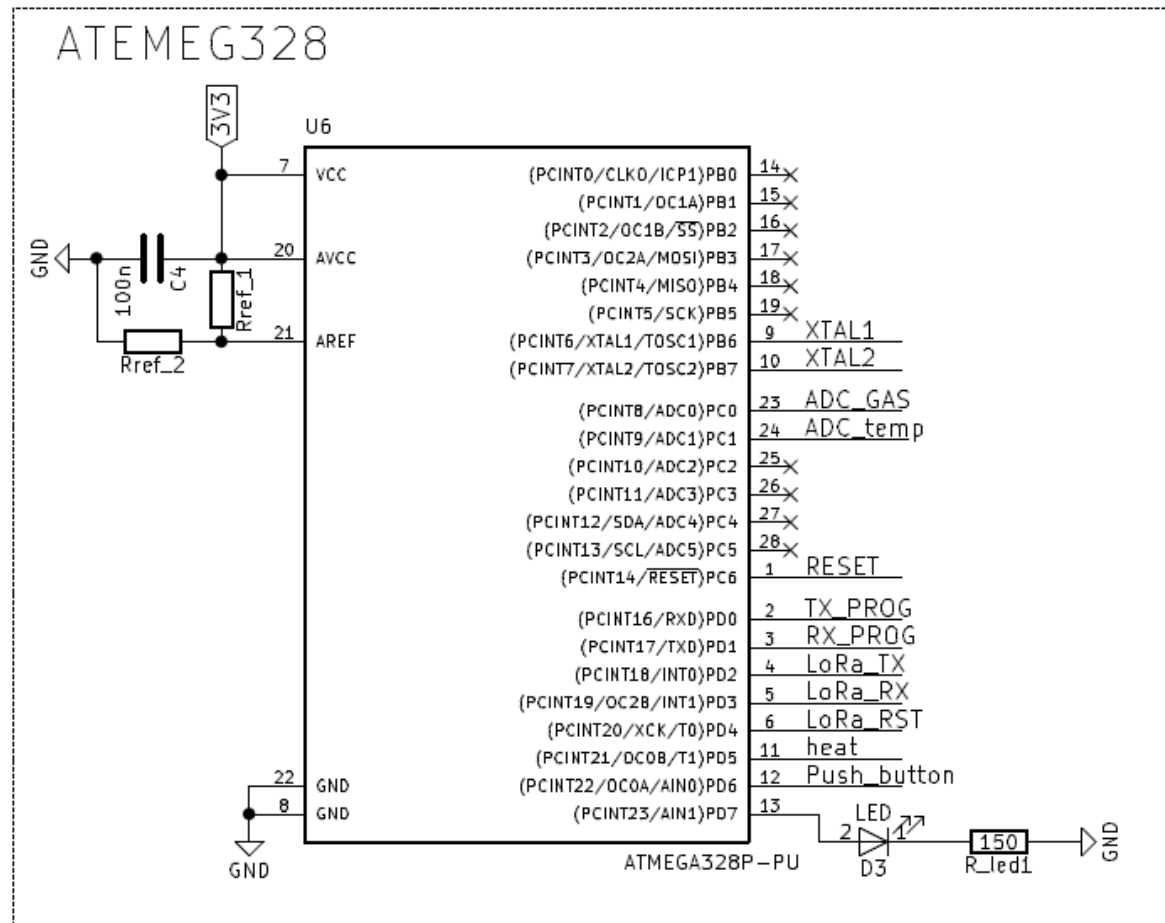 ATEMEG328
3V3
U6
7 VCC
(PCINT0/CLKO/ICP1)PB0 14
(PCINT1/OC1A)PB1 15
(PCINT2/OC1B/SS)PB2 16
GND
100n
C4
20 AVCC
(PCINT3/OC2A/MOSI)PB3 17
(PCINT4/MISO)PB4 18
Rref_1
(PCINT5/SCK)PB5 19
Rref_2
21 AREF
(PCINT6/XTAL1/TOSC1)PB6 9 XTAL1
(PCINT7/XTAL2/TOSC2)PB7 10 XTAL2
(PCINT8/ADC0)PC0 23 ADC_GAS
(PCINT9/ADC1)PC1 24 ADC_temp
(PCINT10/ADC2)PC2 25
(PCINT11/ADC3)PC3 26
(PCINT12/SDA/ADC4)PC4 27
(PCINT13/SCL/ADC5)PC5 28
(PCINT14/RESET)PC6 1 RESET
(PCINT16/RXD)PD0 2 TX_PROG
(PCINT17/TXD)PD1 3 RX_PROG
(PCINT18/INT0)PD2 4 LoRa_TX
(PCINT19/OC2B/INT1)PD3 5 LoRa_RX
(PCINT20/XCK/T0)PD4 6 LoRa_RST
(PCINT21/OC0B/T1)PD5 11 heat
22 GND
(PCINT22/OC0A/AIN0)PD6 12 Push_button
8 GND
(PCINT23/AIN1)PD7 13
LED
2 1
D3
150
R_led1
GND
GND
ATMEGA328P-PU